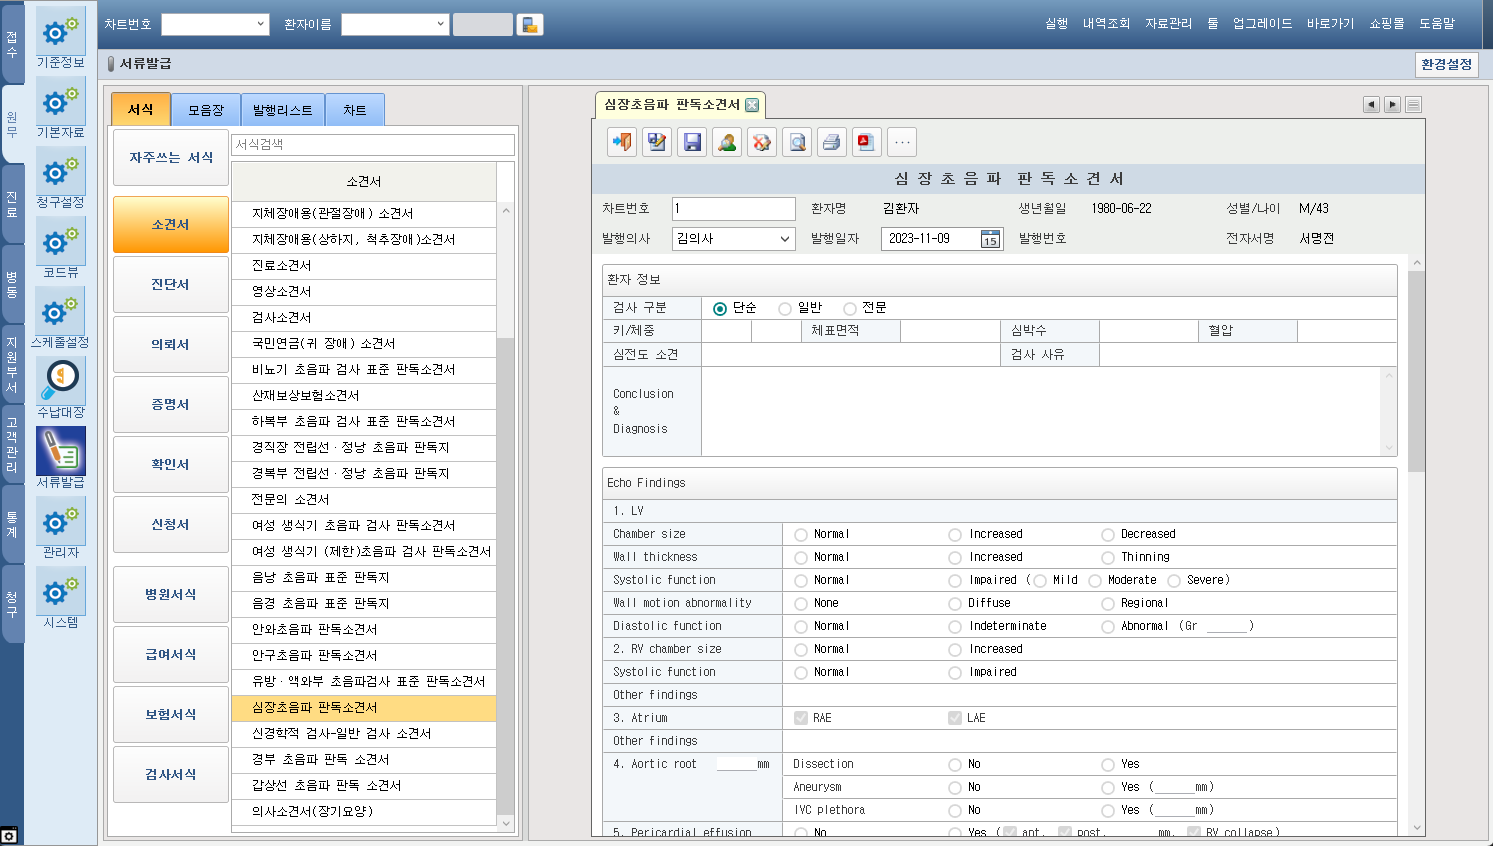 차트번호 환자이름
실행 내역조회 자료관리 툴 업그레이드 바로가기 쇼핑몰 도움말
서류발급
환경설정
접수
원무
진료
병동
지원부서
고객관리
통계
청구
기준정보
기본자료
청구설정
코드뷰
스케줄설정
수납대장
서류발급
관리자
시스템
서식 모음장 발행리스트 차트
자주쓰는 서식
소견서
진단서
의뢰서
증명서
확인서
신청서
병원서식
급여서식
보험서식
검사서식
서식검색
소견서
지체장애용(관절장애) 소견서
지체장애용(상하지, 척추장애)소견서
진료소견서
영상소견서
검사소견서
국민연금(귀 장애) 소견서
비뇨기 초음파 검사 표준 판독소견서
산재보상보험소견서
하복부 초음파 검사 표준 판독소견서
경직장 전립선·정낭 초음파 판독지
경복부 전립선·정낭 초음파 판독지
전문의 소견서
여성 생식기 초음파 검사 판독소견서
여성 생식기 (제한)초음파 검사 판독소견서
음낭 초음파 표준 판독지
음경 초음파 표준 판독지
안와초음파 판독소견서
안구초음파 판독소견서
유방·액와부 초음파검사 표준 판독소견서
심장초음파 판독소견서
신경학적 검사-일반 검사 소견서
경부 초음파 판독 소견서
갑상선 초음파 판독 소견서
의사소견서(장기요양)
심장초음파 판독소견서
심 장 초 음 파 판 독 소 견 서
차트번호 1 환자명 김환자 생년월일 1980-06-22 성별/나이 M/43
발행의사 김의사 발행일자 2023-11-09 15 발행번호 전자서명 서명전
환자 정보
검사 구분 단순 일반 전문
키/체중 체표면적 심박수 혈압
심전도 소견 검사 사유
Conclusion
&
Diagnosis
Echo Findings
1. LV
Chamber size Normal Increased Decreased
Wall thickness Normal Increased Thinning
Systolic function Normal Impaired ( Mild Moderate Severe)
Wall motion abnormality None Diffuse Regional
Diastolic function Normal Indeterminate Abnormal (Gr ______)
2. RV chamber size Normal Increased
Systolic function Normal Impaired
Other findings
3. Atrium RAE LAE
Other findings
4. Aortic root ______mm Dissection No Yes
Aneurysm No Yes (______mm)
IVC plethora No Yes (______mm)
5. Pericardial effusion No Yes ( ant. post. ______ mm, RV collapse)